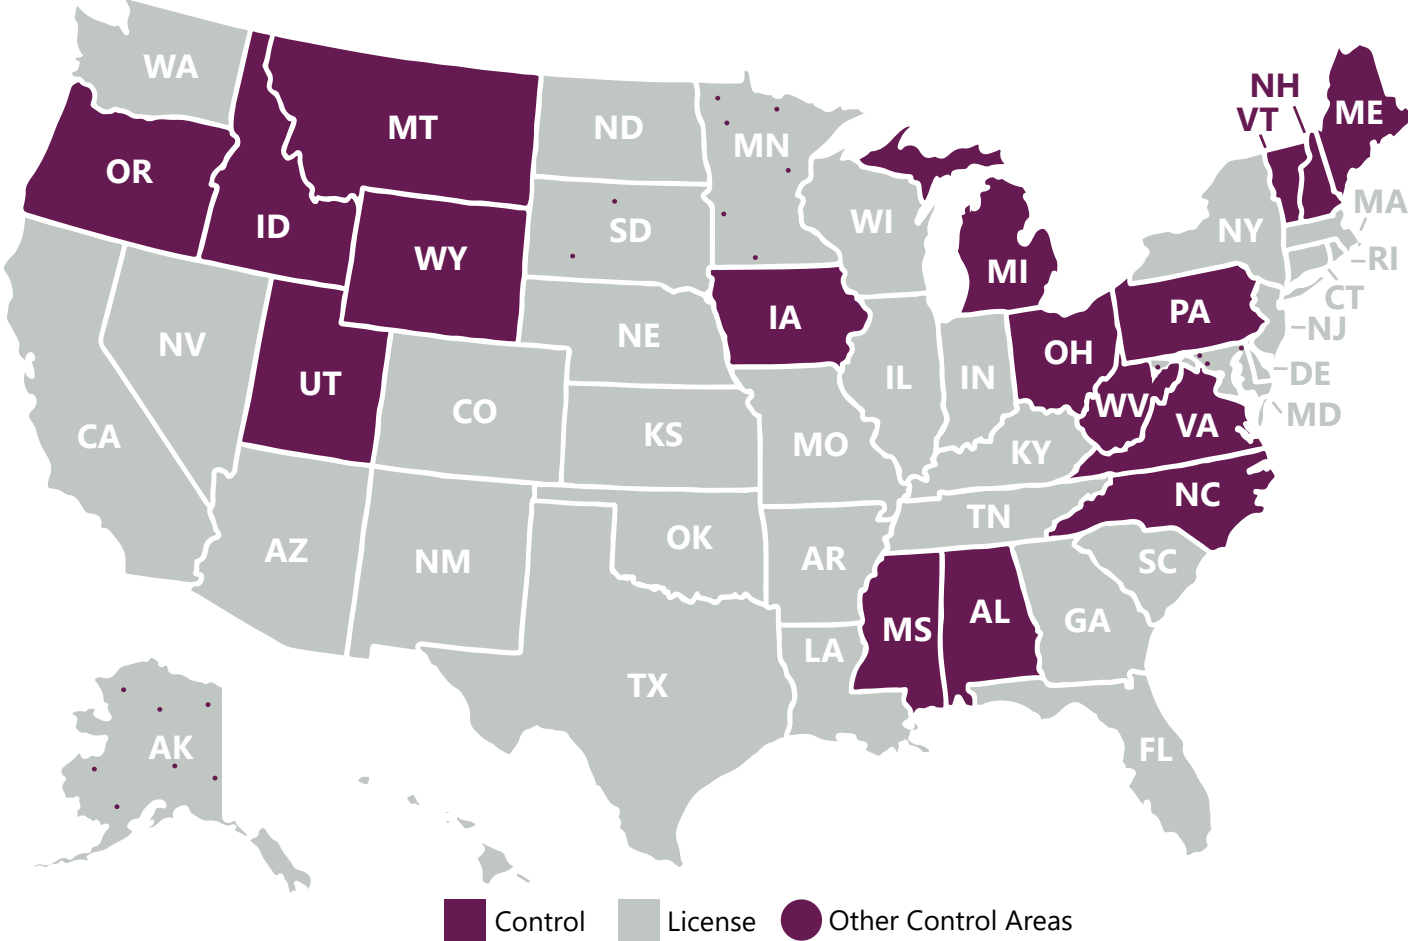 WA
MT
ND
MN
OR
ID
WY
SD
WI
MI
NY
NH
VT
ME
MA
RI
CT
NJ
PA
DE
MD
NV
UT
CA
CO
NE
IA
IL
IN
OH
WV
VA
KS
MO
KY
NC
AZ
NM
OK
AR
TN
SC
MS
AL
GA
LA
TX
FL
AK
Control
License
Other Control Areas